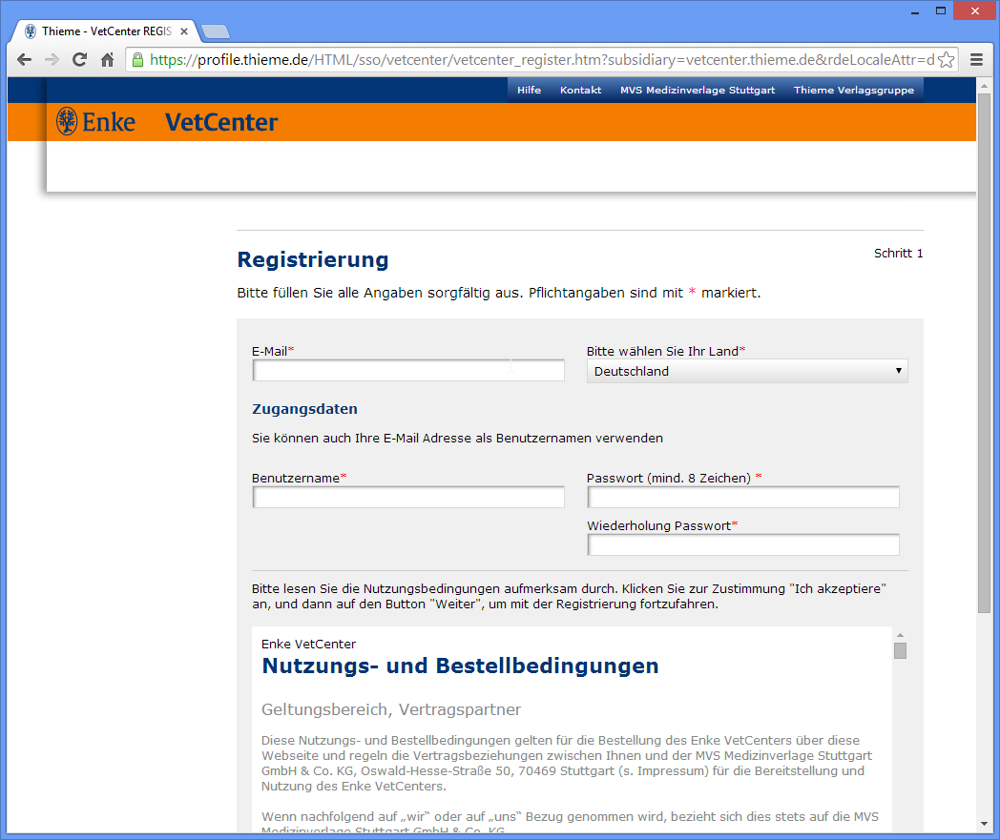 Thieme - VetCenter REGIS
https://profile.thieme.de/HTML/sso/vetcenter/vetcenter_register.htm?subsidiary=vetcenter.thieme.de&rdeLocaleAttr=d
Hilfe Kontakt MVS Medizinverlage Stuttgart Thieme Verlagsgruppe
Enke VetCenter
Registrierung
Schritt 1
Bitte füllen Sie alle Angaben sorgfältig aus. Pflichtangaben sind mit * markiert.
E-Mail*
Bitte wählen Sie Ihr Land*
Deutschland
Zugangsdaten
Sie können auch Ihre E-Mail Adresse als Benutzernamen verwenden
Benutzername*
Passwort (mind. 8 Zeichen) *
Wiederholung Passwort*
Bitte lesen Sie die Nutzungsbedingungen aufmerksam durch. Klicken Sie zur Zustimmung "Ich akzeptiere"
an, und dann auf den Button "Weiter", um mit der Registrierung fortzufahren.
Enke VetCenter
Nutzungs- und Bestellbedingungen
Geltungsbereich, Vertragspartner
Diese Nutzungs- und Bestellbedingungen gelten für die Bestellung des Enke VetCenters über diese
Webseite und regeln die Vertragsbeziehungen zwischen Ihnen und der MVS Medizinverlage Stuttgart
GmbH & Co. KG, Oswald-Hesse-Straße 50, 70469 Stuttgart (s. Impressum) für die Bereitstellung und
Nutzung des Enke VetCenters.
Wenn nachfolgend auf „wir“ oder auf „uns“ Bezug genommen wird, bezieht sich dies stets auf die MVS
Medizinverlage Stuttgart GmbH & Co. KG.